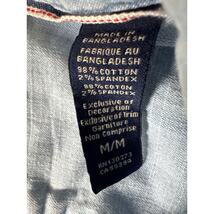 MADE IN
BANGLADESH
FABRIQUE AU
BANGLADESH
98% COTTON
2% SPANDEX
98% COTON
2% SPANDEX
Exclusive of
Decoration
Exclusive of trim
Garniture
Non Comprise
M/M